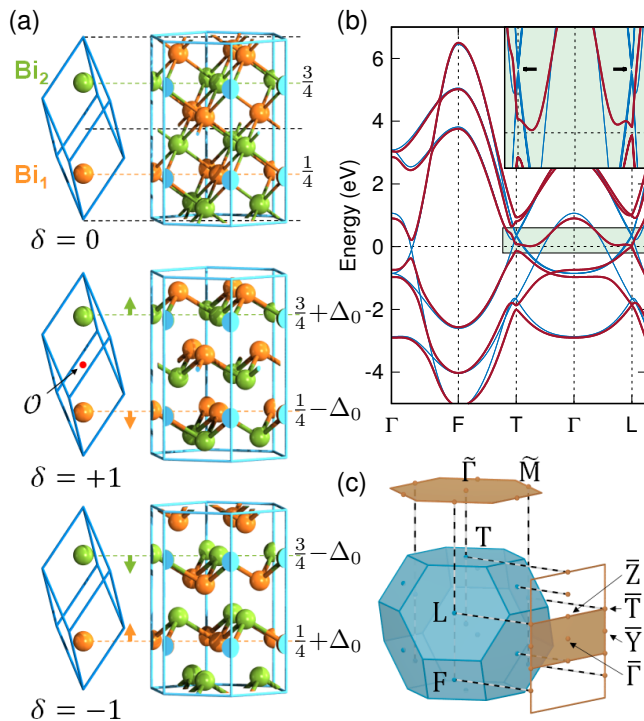 (a)
Bi₂
Bi₁
3/4
1/4
δ = 0
3/4+Δ₀
1/4−Δ₀
𝒪
δ = +1
3/4−Δ₀
1/4+Δ₀
δ = −1
(b)
Energy (eV)
6
4
2
0
-2
-4
Γ
F
T
Γ
L
(c)
Γ̃
M̃
T
L
F
Z̄
T̄
Ȳ
Γ̄